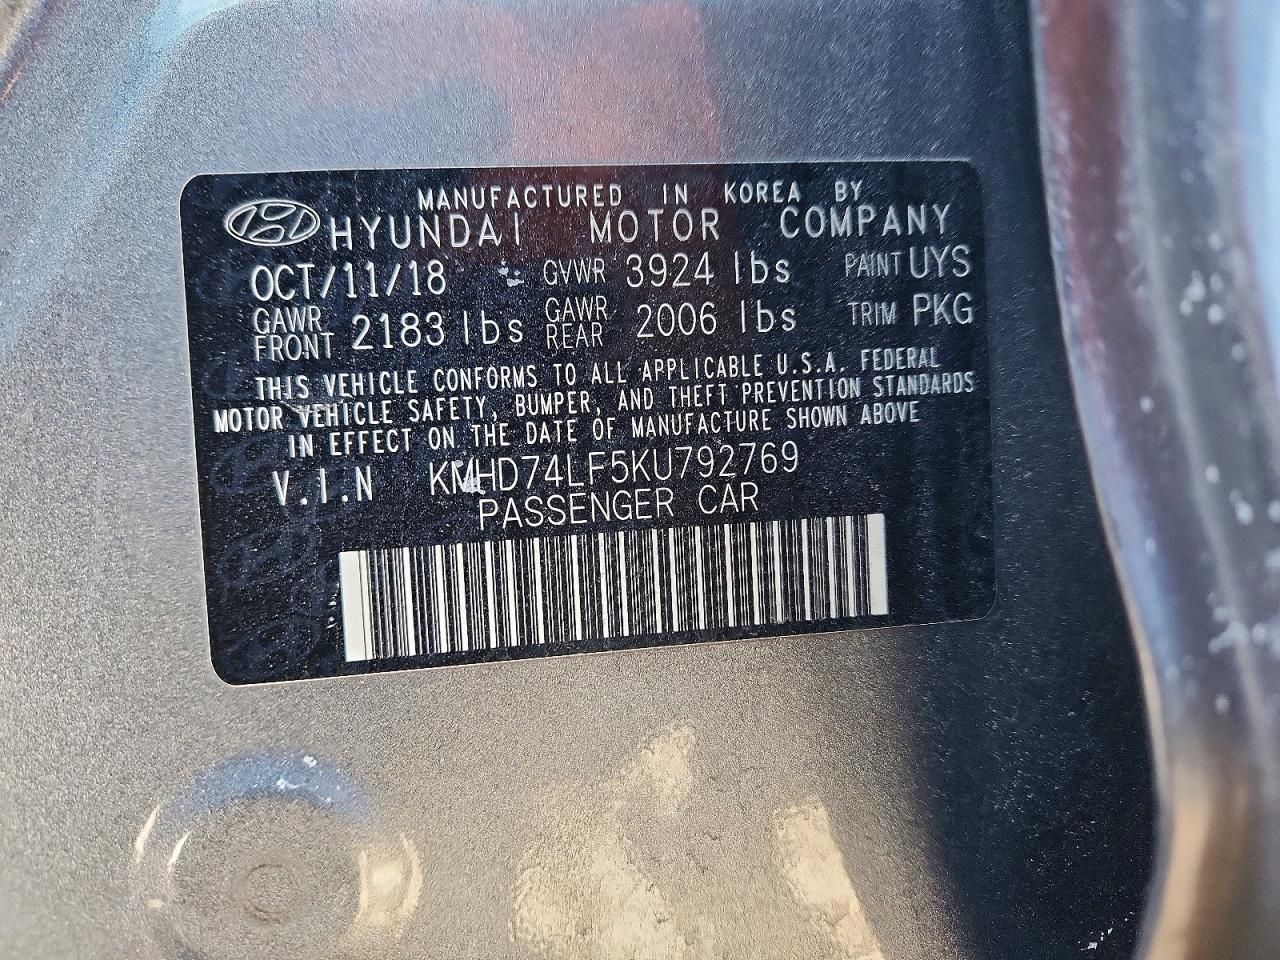 MANUFACTURED IN KOREA BY
HYUNDAI MOTOR COMPANY
OCT/11/18 GVWR 3924 lbs PAINT UYS
GAWR FRONT 2183 lbs GAWR REAR 2006 lbs TRIM PKG
THIS VEHICLE CONFORMS TO ALL APPLICABLE U.S.A. FEDERAL
MOTOR VEHICLE SAFETY, BUMPER, AND THEFT PREVENTION STANDARDS
IN EFFECT ON THE DATE OF MANUFACTURE SHOWN ABOVE
V.I.N KMHD74LF5KU792769
PASSENGER CAR